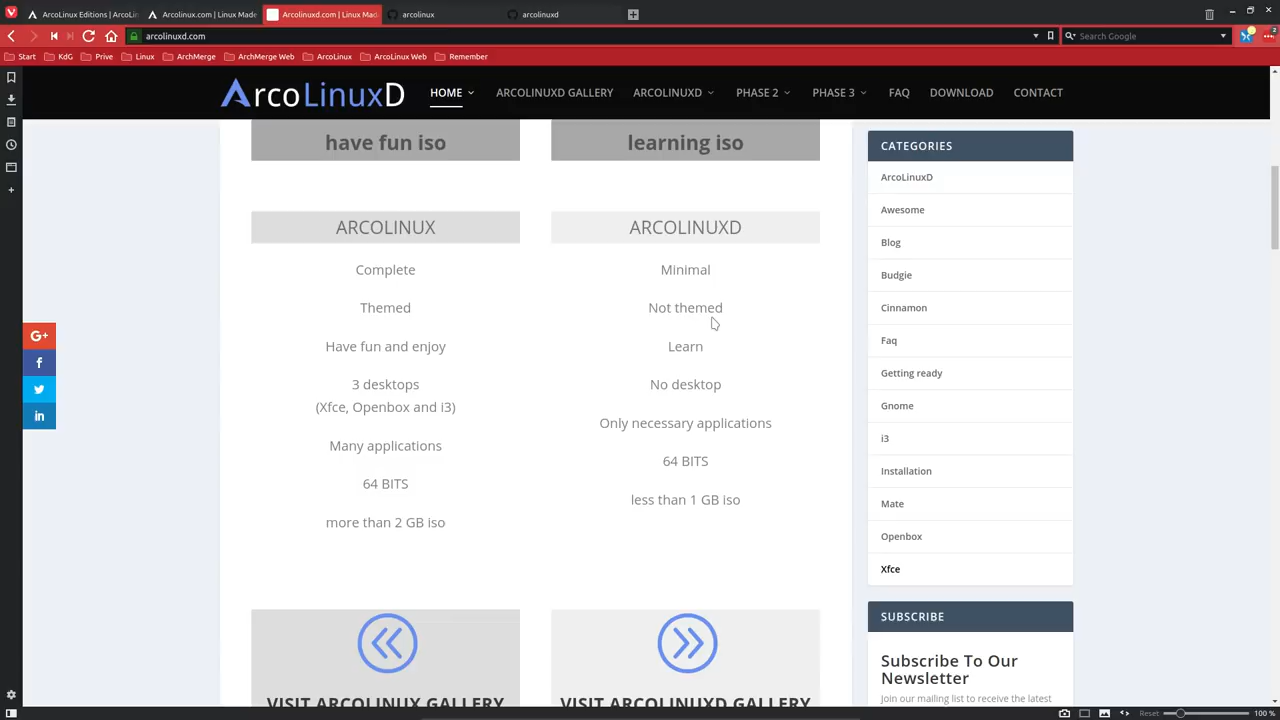 ArcoLinux Editions | ArcoLin
Arcolinux.com | Linux Made
Arcolinuxd.com | Linux Mad
arcolinux
arcolinuxd
arcolinuxd.com
Search Google
Start
KdG
Prive
Linux
ArchMerge
ArchMerge Web
ArcoLinux
ArcoLinux Web
Remember
ArcoLinuxD
HOME
ARCOLINUXD GALLERY
ARCOLINUXD
PHASE 2
PHASE 3
FAQ
DOWNLOAD
CONTACT
have fun iso
learning iso
ARCOLINUX
Complete
Themed
Have fun and enjoy
3 desktops
(Xfce, Openbox and i3)
Many applications
64 BITS
more than 2 GB iso
ARCOLINUXD
Minimal
Not themed
Learn
No desktop
Only necessary applications
64 BITS
less than 1 GB iso
VISIT ARCOLINUX GALLERY
VISIT ARCOLINUXD GALLERY
CATEGORIES
ArcoLinuxD
Awesome
Blog
Budgie
Cinnamon
Faq
Getting ready
Gnome
i3
Installation
Mate
Openbox
Xfce
SUBSCRIBE
Subscribe To Our
Newsletter
Join our mailing list to receive the latest
G+
f
in
Reset
100 %